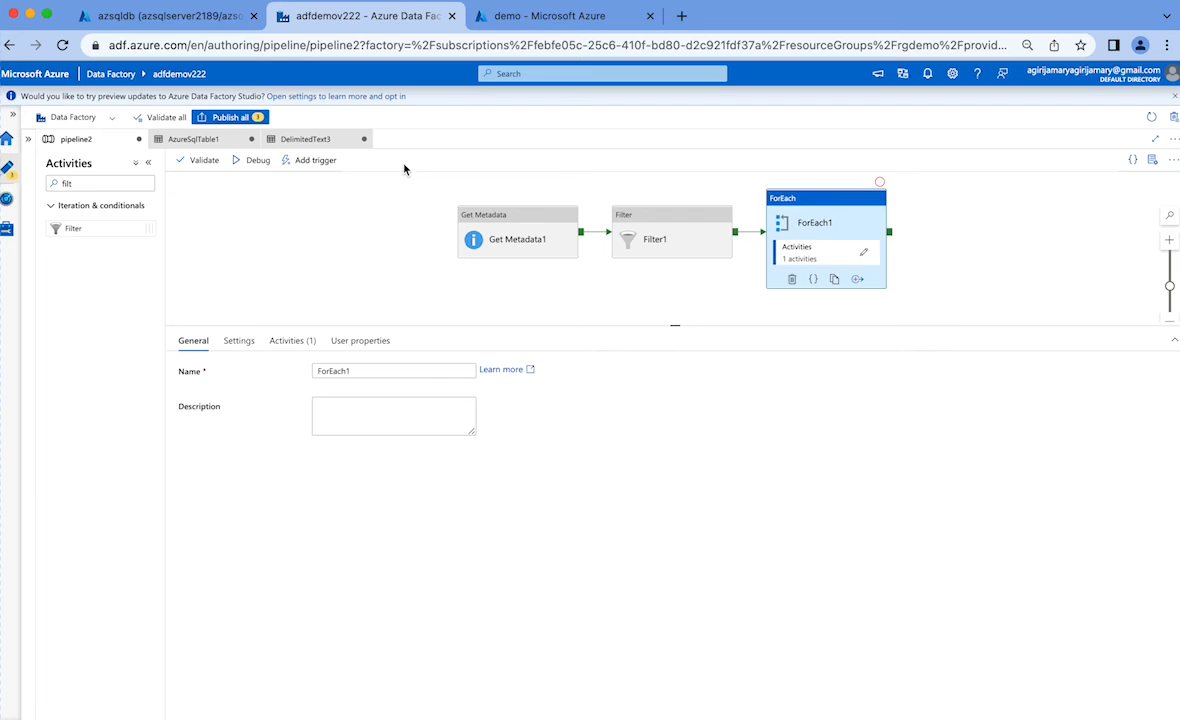 azsqldb (azsqlserver2189/azsq
adfdemov222 - Azure Data Fac
demo - Microsoft Azure
adf.azure.com/en/authoring/pipeline/pipeline2?factory=%2Fsubscriptions%2Ffebfe05c-25c6-410f-bd80-d2c921fdf37a%2FresourceGroups%2Frgdemo%2Fprovid...
Microsoft Azure
Data Factory
adfdemov222
Search
agirijamaryagirijamary@gmail.com
DEFAULT DIRECTORY
Would you like to try preview updates to Azure Data Factory Studio? Open settings to learn more and opt in
Data Factory
Validate all
Publish all 3
pipeline2
AzureSqlTable1
DelimitedText3
Activities
Validate
Debug
Add trigger
filt
Iteration & conditionals
Filter
Get Metadata
Get Metadata1
Filter
Filter1
ForEach
ForEach1
Activities
1 activities
General
Settings
Activities (1)
User properties
Name *
ForEach1
Learn more
Description